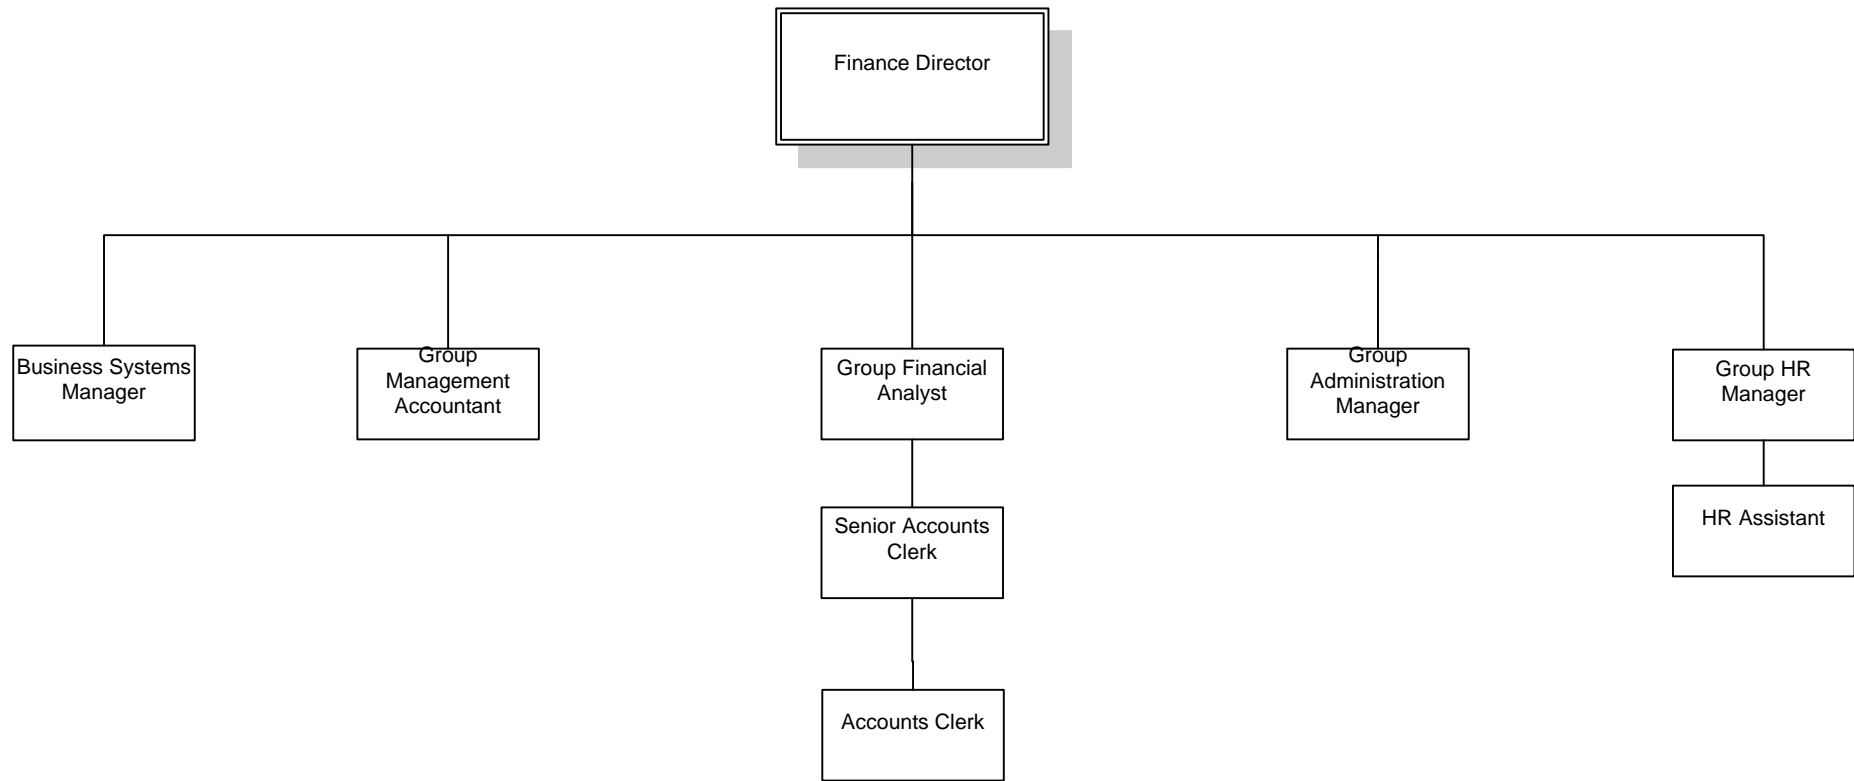 Finance Director
Business Systems
Manager
Group
Management
Accountant
Group Financial
Analyst
Group
Administration
Manager
Group HR
Manager
Senior Accounts
Clerk
HR Assistant
Accounts Clerk